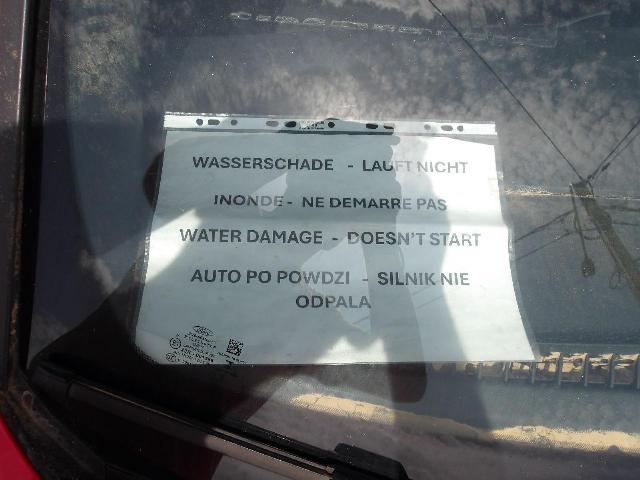 WASSERSCHADE - LAUFT NICHT
INONDE - NE DEMARRE PAS
WATER DAMAGE - DOESN'T START
AUTO PO POWDZI - SILNIK NIE
ODPALA